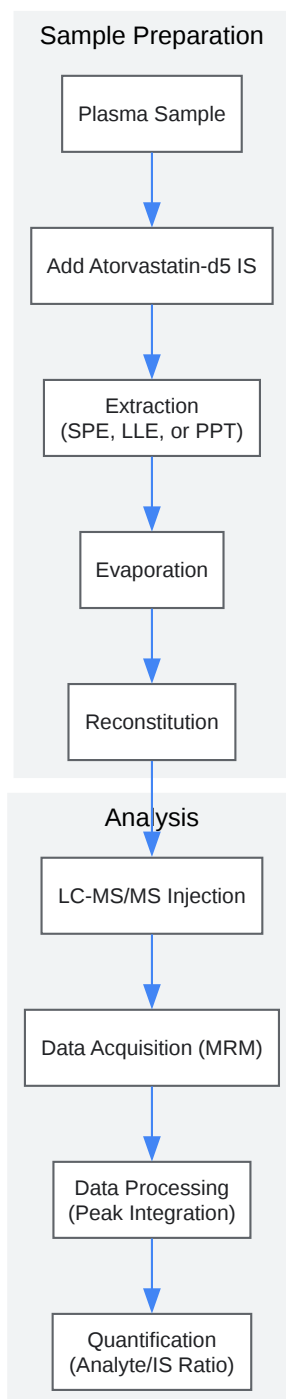 Sample Preparation
Plasma Sample
Add Atorvastatin-d5 IS
Extraction
(SPE, LLE, or PPT)
Evaporation
Reconstitution
Analysis
LC-MS/MS Injection
Data Acquisition (MRM)
Data Processing
(Peak Integration)
Quantification
(Analyte/IS Ratio)